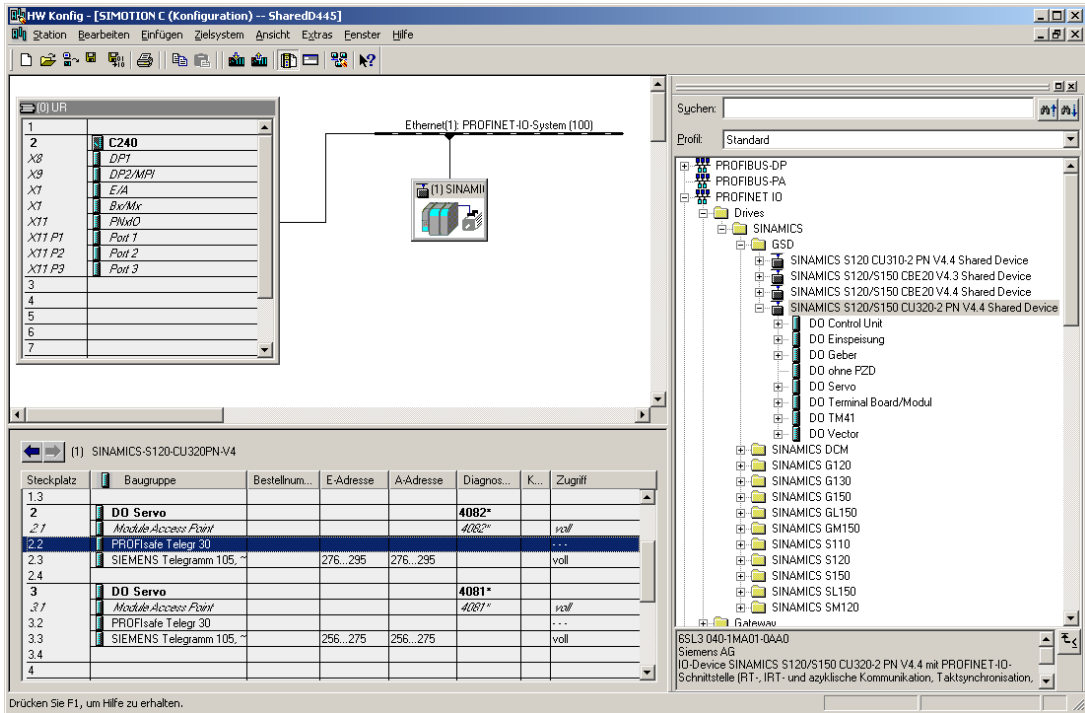 HW Konfig - [SIMOTION C (Konfiguration) -- SharedD445]
Station Bearbeiten Einfügen Zielsystem Ansicht Extras Fenster Hilfe
(0) UR
1
2 C240
X8 DP1
X9 DP2/MPI
X1 E/A
X1 Bx/Mx
X11 PNxIO
X11 P1 Port 1
X11 P2 Port 2
X11 P3 Port 3
3
4
5
6
7
Ethernet(1): PROFINET-IO-System (100)
(1) SINAMI
(1) SINAMICS-S120-CU320PN-V4
Steckplatz Baugruppe Bestellnum... E-Adresse A-Adresse Diagnos... K... Zugriff
1.3
2 DO Servo 4082*
2.1 Module Access Point 4082* voll
2.2 PROFIsafe Telegr 30 ---
2.3 SIEMENS Telegramm 105, ~ 276...295 276...295 voll
2.4
3 DO Servo 4081*
3.1 Module Access Point 4081* voll
3.2 PROFIsafe Telegr 30 ---
3.3 SIEMENS Telegramm 105, ~ 256...275 256...275 voll
3.4
4
Suchen:
Profil: Standard
PROFIBUS-DP
PROFIBUS-PA
PROFINET IO
Drives
SINAMICS
GSD
SINAMICS S120 CU310-2 PN V4.4 Shared Device
SINAMICS S120/S150 CBE20 V4.3 Shared Device
SINAMICS S120/S150 CBE20 V4.4 Shared Device
SINAMICS S120/S150 CU320-2 PN V4.4 Shared Device
DO Control Unit
DO Einspeisung
DO Geber
DO ohne PZD
DO Servo
DO Terminal Board/Modul
DO TM41
DO Vector
SINAMICS DCM
SINAMICS G120
SINAMICS G130
SINAMICS G150
SINAMICS GL150
SINAMICS GM150
SINAMICS S110
SINAMICS S120
SINAMICS S150
SINAMICS SL150
SINAMICS SM120
Gateway
6SL3 040-1MA01-0AA0
Siemens AG
IO-Device SINAMICS S120/S150 CU320-2 PN V4.4 mit PROFINET-IO-
Schnittstelle (RT-, IRT- und azyklische Kommunikation, Taktsynchronisation,
Drücken Sie F1, um Hilfe zu erhalten.